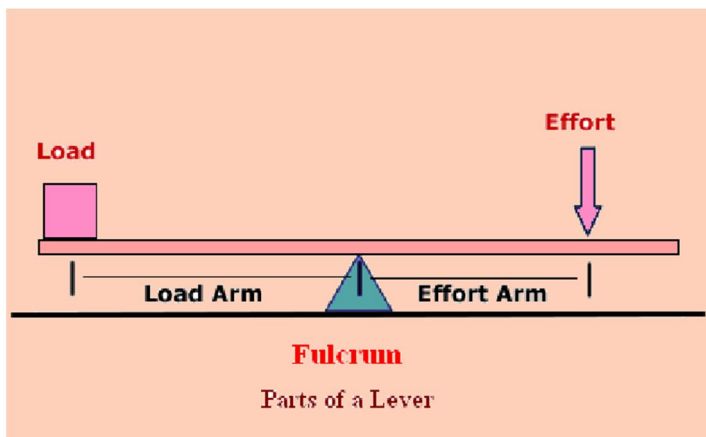 Effort
Load
Load Arm
Effort Arm
Fulcrum
Parts of a Lever